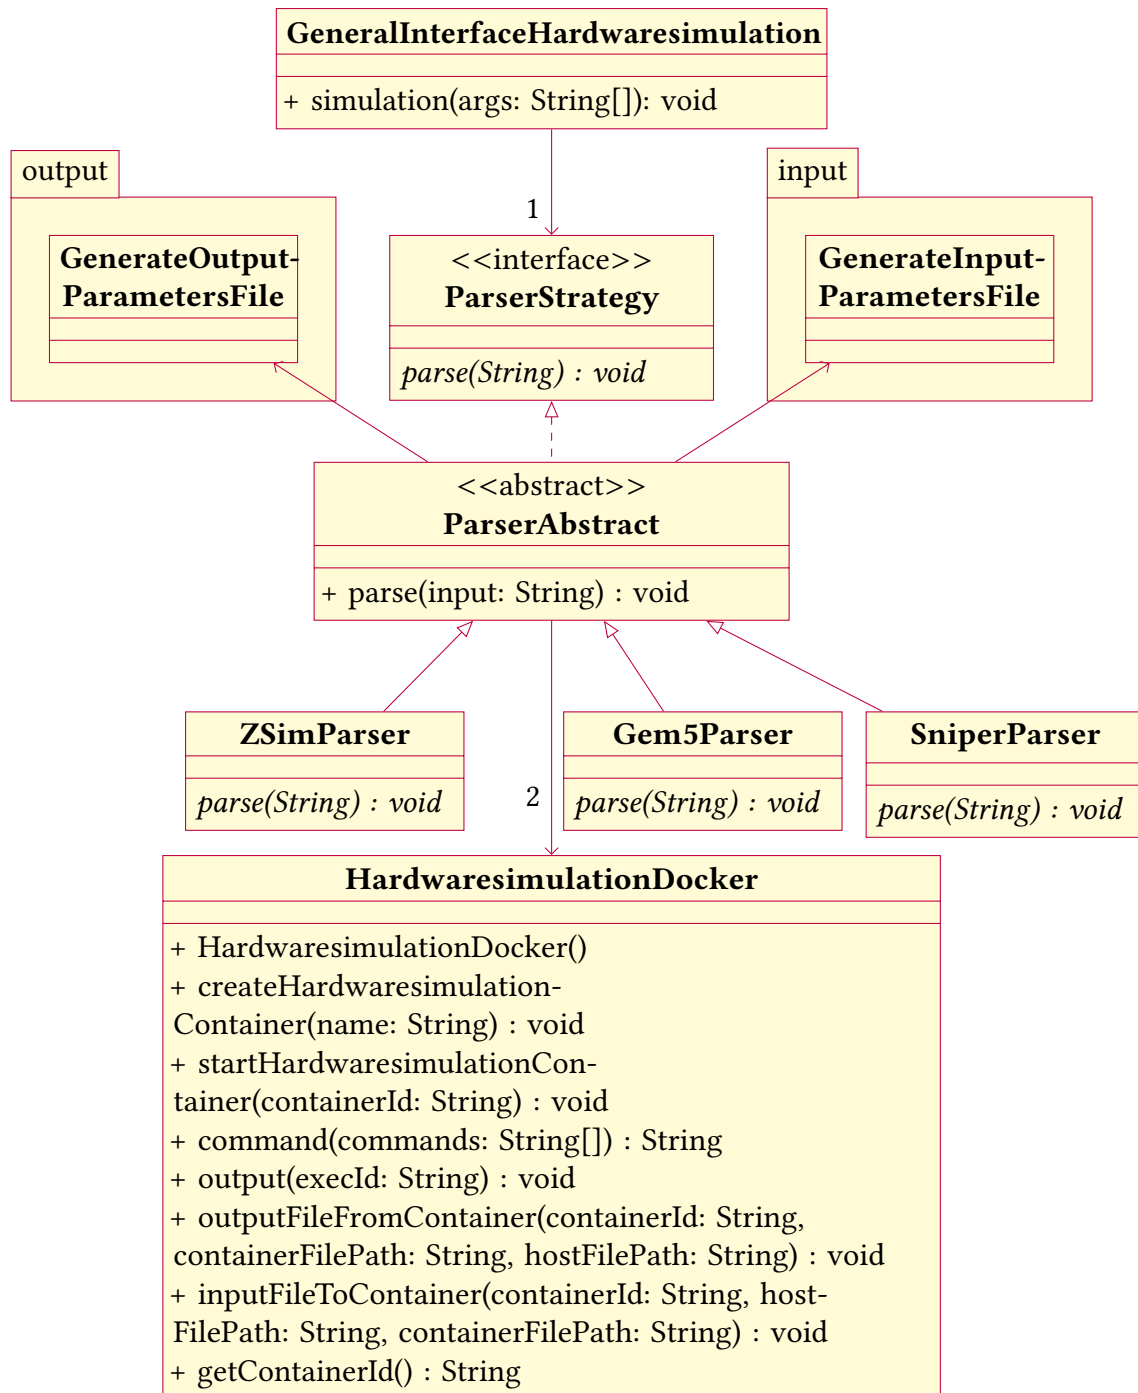 GeneralInterfaceHardwaresimulation
+ simulation(args: String[]): void
output
input
1
GenerateOutput-
ParametersFile
<<interface>>
ParserStrategy
parse(String) : void
GenerateInput-
ParametersFile
<<abstract>>
ParserAbstract
+ parse(input: String) : void
ZSimParser
parse(String) : void
2
Gem5Parser
parse(String) : void
SniperParser
parse(String) : void
HardwaresimulationDocker
+ HardwaresimulationDocker()
+ createHardwaresimulation-
Container(name: String) : void
+ startHardwaresimulationCon-
tainer(containerId: String) : void
+ command(commands: String[]) : String
+ output(execId: String) : void
+ outputFileFromContainer(containerId: String,
containerFilePath: String, hostFilePath: String) : void
+ inputFileToContainer(containerId: String, host-
FilePath: String, containerFilePath: String) : void
+ getContainerId() : String